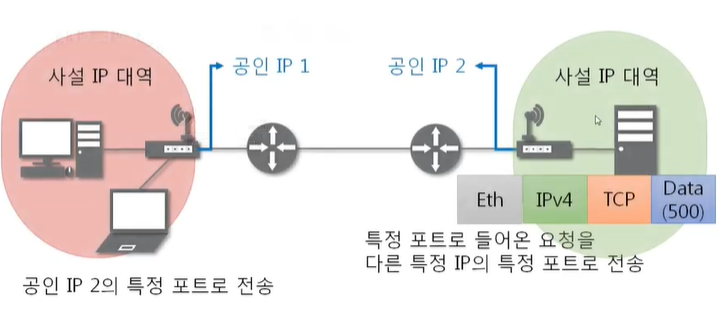 사설 IP 대역
공인 IP 1
공인 IP 2
사설 IP 대역
Eth
IPv4
TCP
Data
(500)
특정 포트로 들어온 요청을
다른 특정 IP의 특정 포트로 전송
공인 IP 2의 특정 포트로 전송